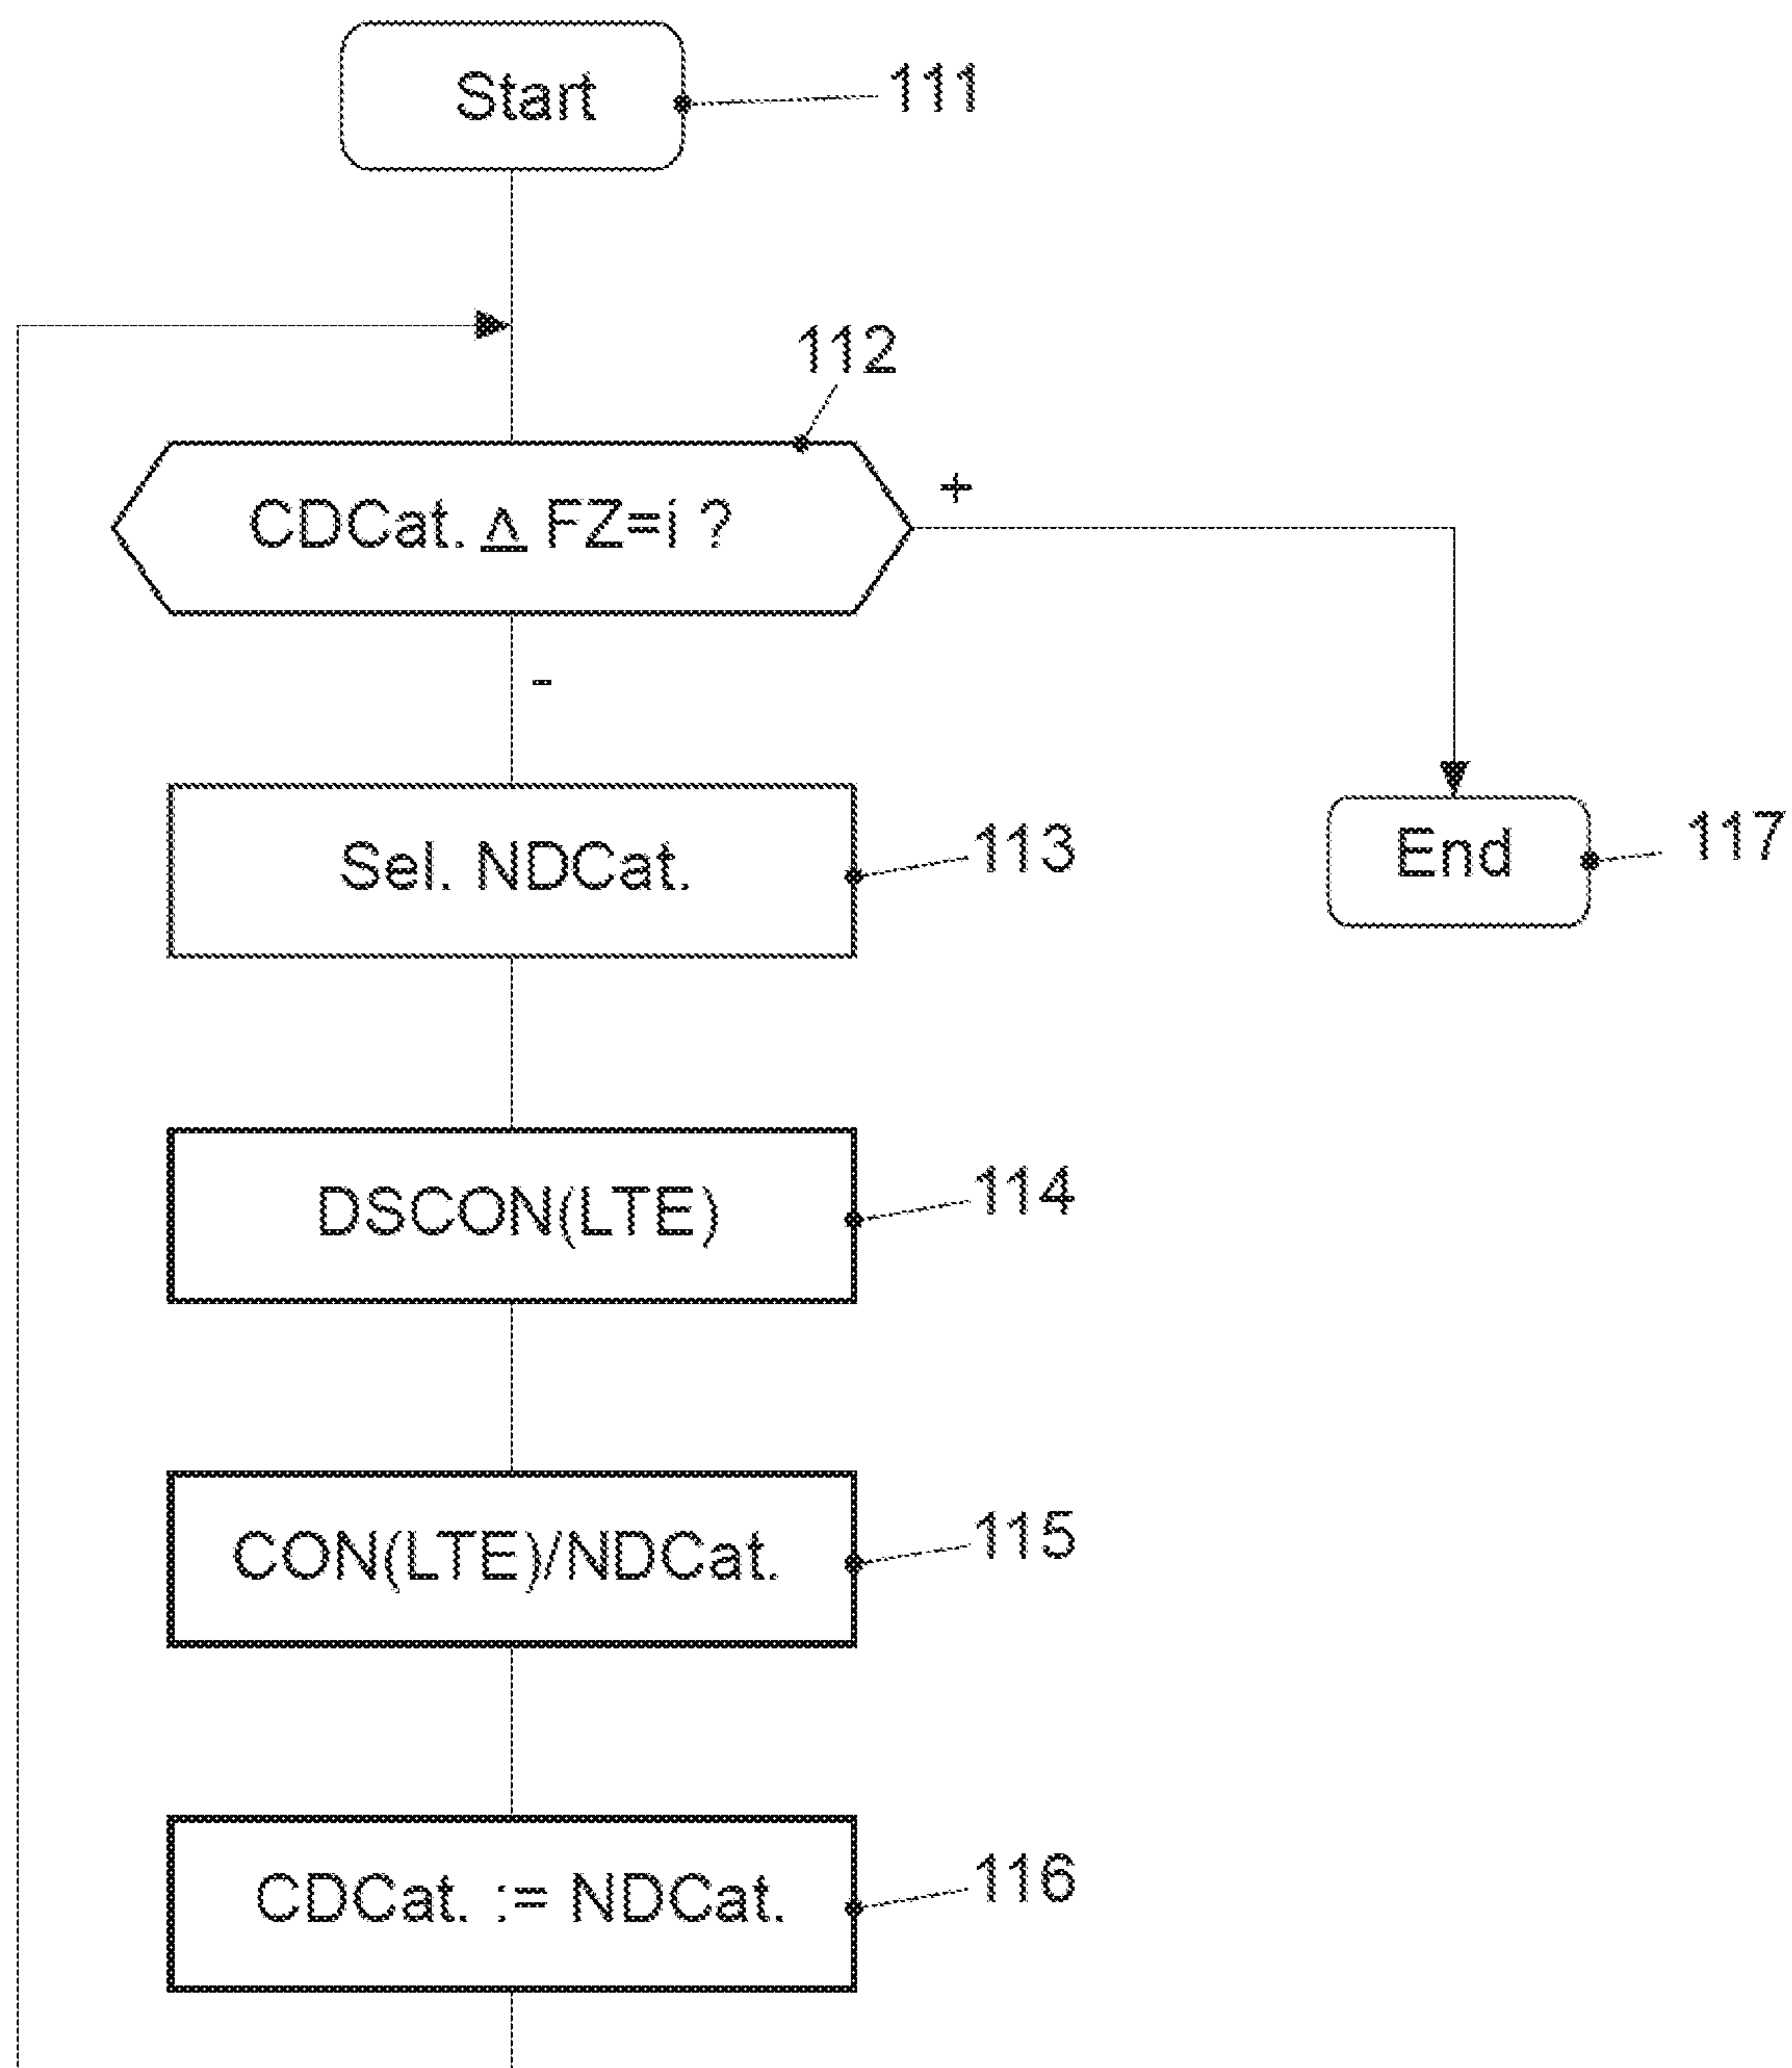 Start
111
112
CDCat. ≙ FZ=i ?
+
-
Sel. NDCat.
113
End
117
DSCON(LTE)
114
CON(LTE)/NDCat.
115
CDCat. := NDCat.
116